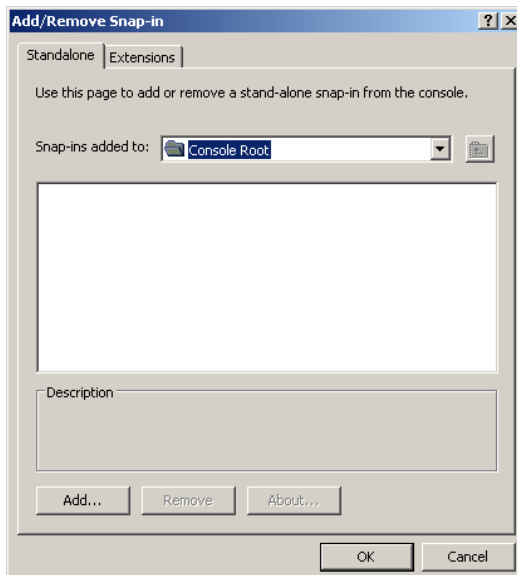 Add/Remove Snap-in
Standalone Extensions
Use this page to add or remove a stand-alone snap-in from the console.
Snap-ins added to: Console Root
Description
Add... Remove About...
OK Cancel